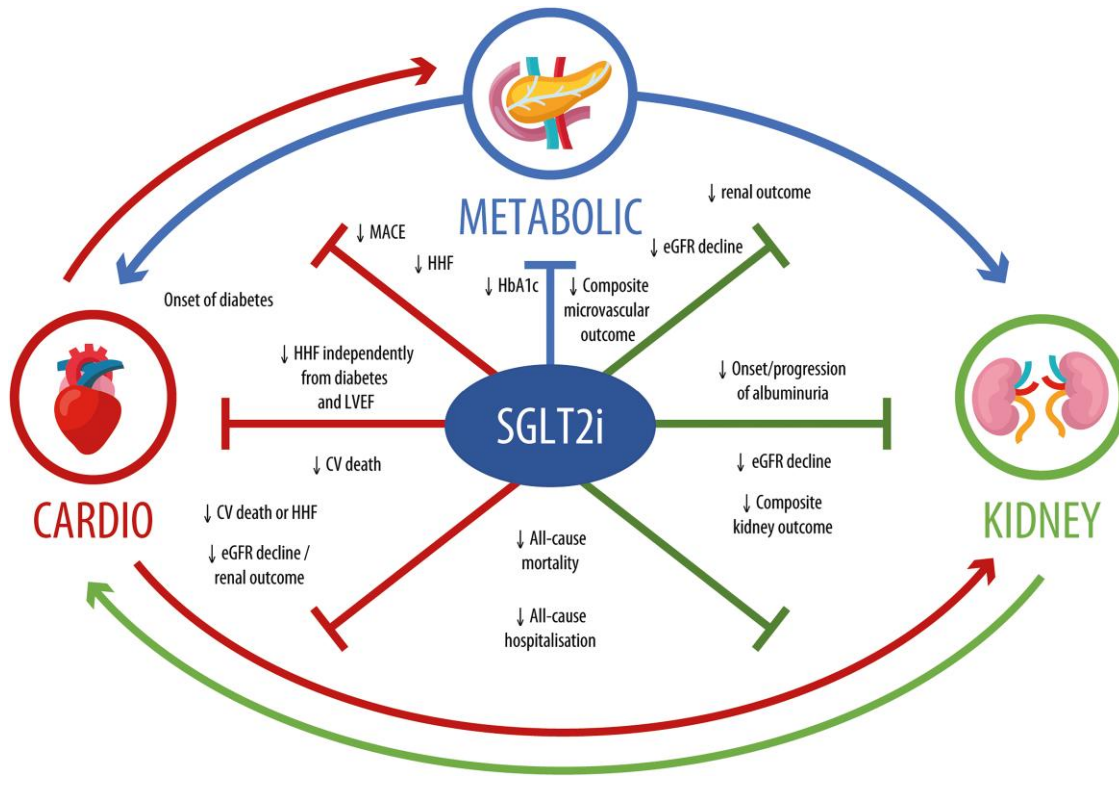 METABOLIC
↓ renal outcome
↓ MACE
↓ eGFR decline
↓ HHF
↓ HbA1c
↓ Composite
microvascular
outcome
Onset of diabetes
↓ HHF independently
from diabetes
and LVEF
↓ Onset/progression
of albuminuria
SGLT2i
↓ CV death
↓ eGFR decline
CARDIO
↓ CV death or HHF
↓ Composite
kidney outcome
KIDNEY
↓ eGFR decline /
renal outcome
↓ All-cause
mortality
↓ All-cause
hospitalisation